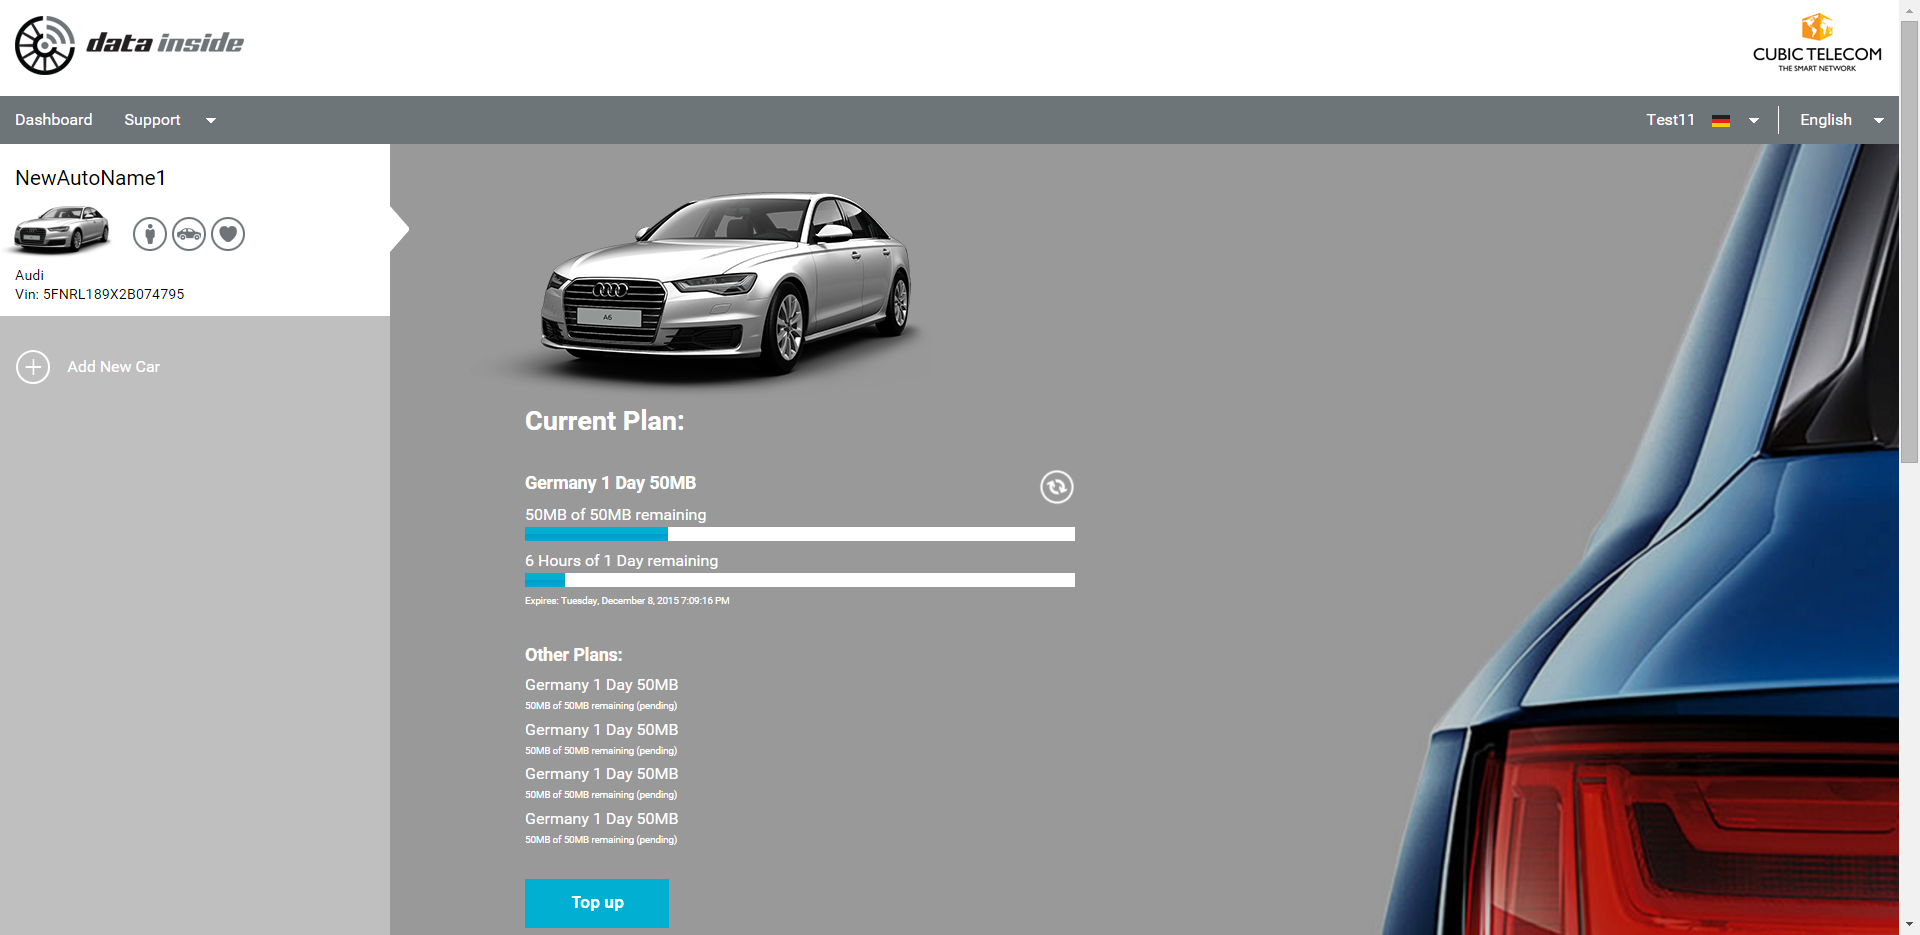 data inside
CUBIC TELECOM
THE SMART NETWORK
Dashboard
Support
Test11
English
NewAutoName1
Audi
Vin: 5FNRL189X2B074795
Add New Car
A6
Current Plan:
Germany 1 Day 50MB
50MB of 50MB remaining
6 Hours of 1 Day remaining
Expires: Tuesday, December 8, 2015 7:09:16 PM
Other Plans:
Germany 1 Day 50MB
50MB of 50MB remaining (pending)
Germany 1 Day 50MB
50MB of 50MB remaining (pending)
Germany 1 Day 50MB
50MB of 50MB remaining (pending)
Germany 1 Day 50MB
50MB of 50MB remaining (pending)
Top up